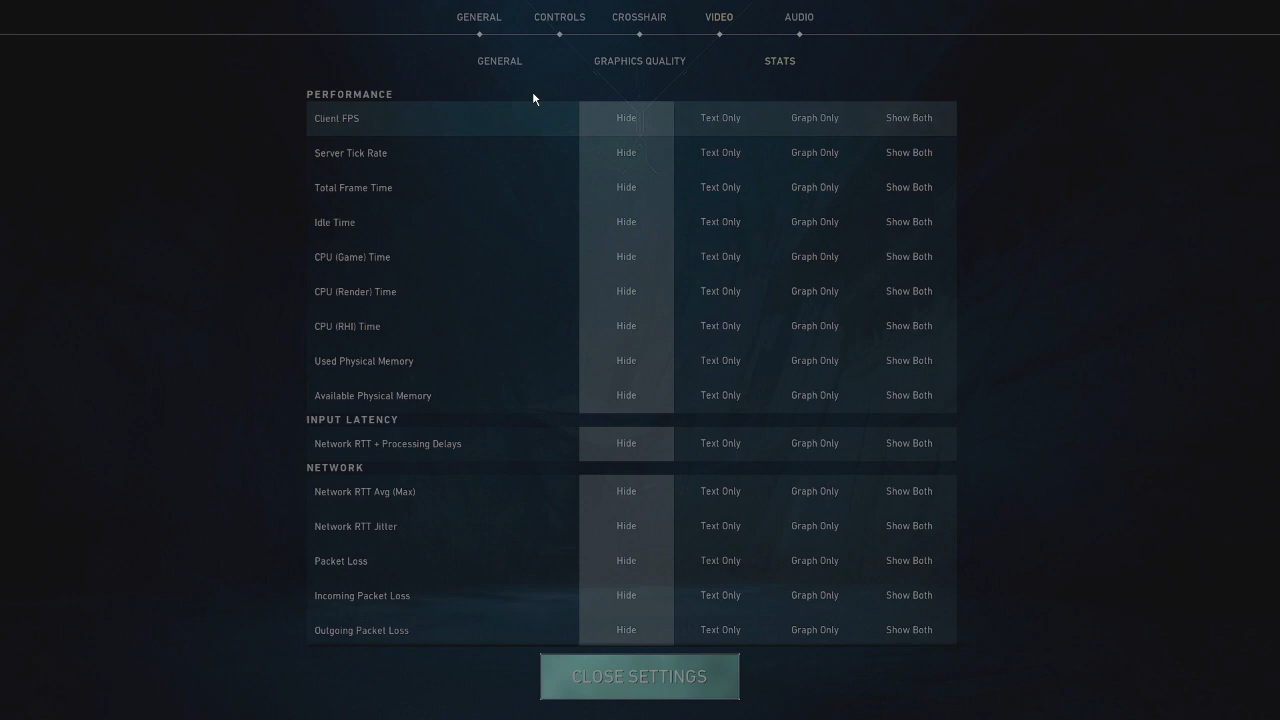 GENERAL CONTROLS CROSSHAIR VIDEO AUDIO
GENERAL GRAPHICS QUALITY STATS
PERFORMANCE
Client FPS Hide Text Only Graph Only Show Both
Server Tick Rate Hide Text Only Graph Only Show Both
Total Frame Time Hide Text Only Graph Only Show Both
Idle Time Hide Text Only Graph Only Show Both
CPU (Game) Time Hide Text Only Graph Only Show Both
CPU (Render) Time Hide Text Only Graph Only Show Both
CPU (RHI) Time Hide Text Only Graph Only Show Both
Used Physical Memory Hide Text Only Graph Only Show Both
Available Physical Memory Hide Text Only Graph Only Show Both
INPUT LATENCY
Network RTT + Processing Delays Hide Text Only Graph Only Show Both
NETWORK
Network RTT Avg (Max) Hide Text Only Graph Only Show Both
Network RTT Jitter Hide Text Only Graph Only Show Both
Packet Loss Hide Text Only Graph Only Show Both
Incoming Packet Loss Hide Text Only Graph Only Show Both
Outgoing Packet Loss Hide Text Only Graph Only Show Both
CLOSE SETTINGS